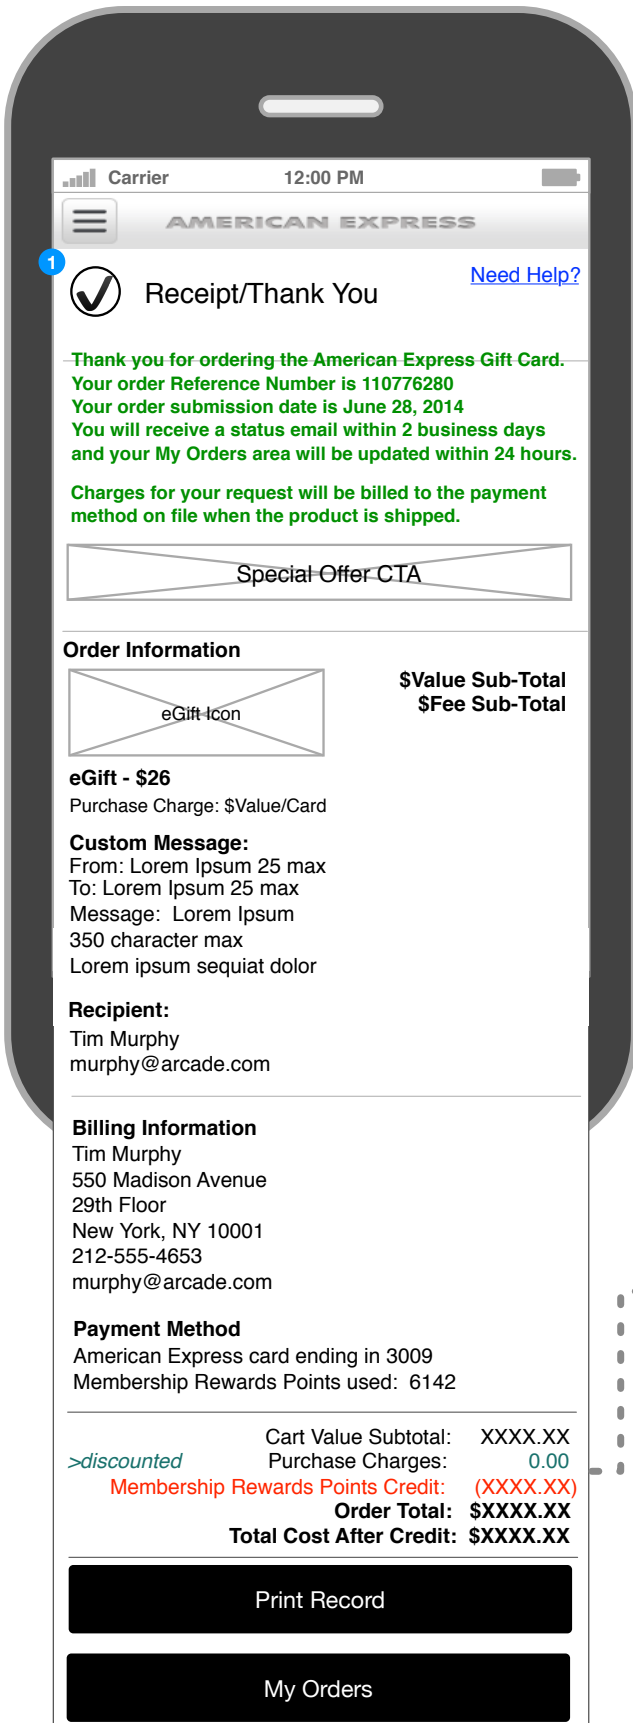 Carrier 12:00 PM
AMERICAN EXPRESS
1
Receipt/Thank You
Need Help?
Thank you for ordering the American Express Gift Card.
Your order Reference Number is 110776280
Your order submission date is June 28, 2014
You will receive a status email within 2 business days
and your My Orders area will be updated within 24 hours.
Charges for your request will be billed to the payment
method on file when the product is shipped.
Special Offer CTA
Order Information
eGift Icon
$Value Sub-Total
$Fee Sub-Total
eGift - $26
Purchase Charge: $Value/Card
Custom Message:
From: Lorem Ipsum 25 max
To: Lorem Ipsum 25 max
Message: Lorem Ipsum
350 character max
Lorem ipsum sequiat dolor
Recipient:
Tim Murphy
murphy@arcade.com
Billing Information
Tim Murphy
550 Madison Avenue
29th Floor
New York, NY 10001
212-555-4653
murphy@arcade.com
Payment Method
American Express card ending in 3009
Membership Rewards Points used: 6142
Cart Value Subtotal: XXXX.XX
>discounted Purchase Charges: 0.00
Membership Rewards Points Credit: (XXXX.XX)
Order Total: $XXXX.XX
Total Cost After Credit: $XXXX.XX
Print Record
My Orders